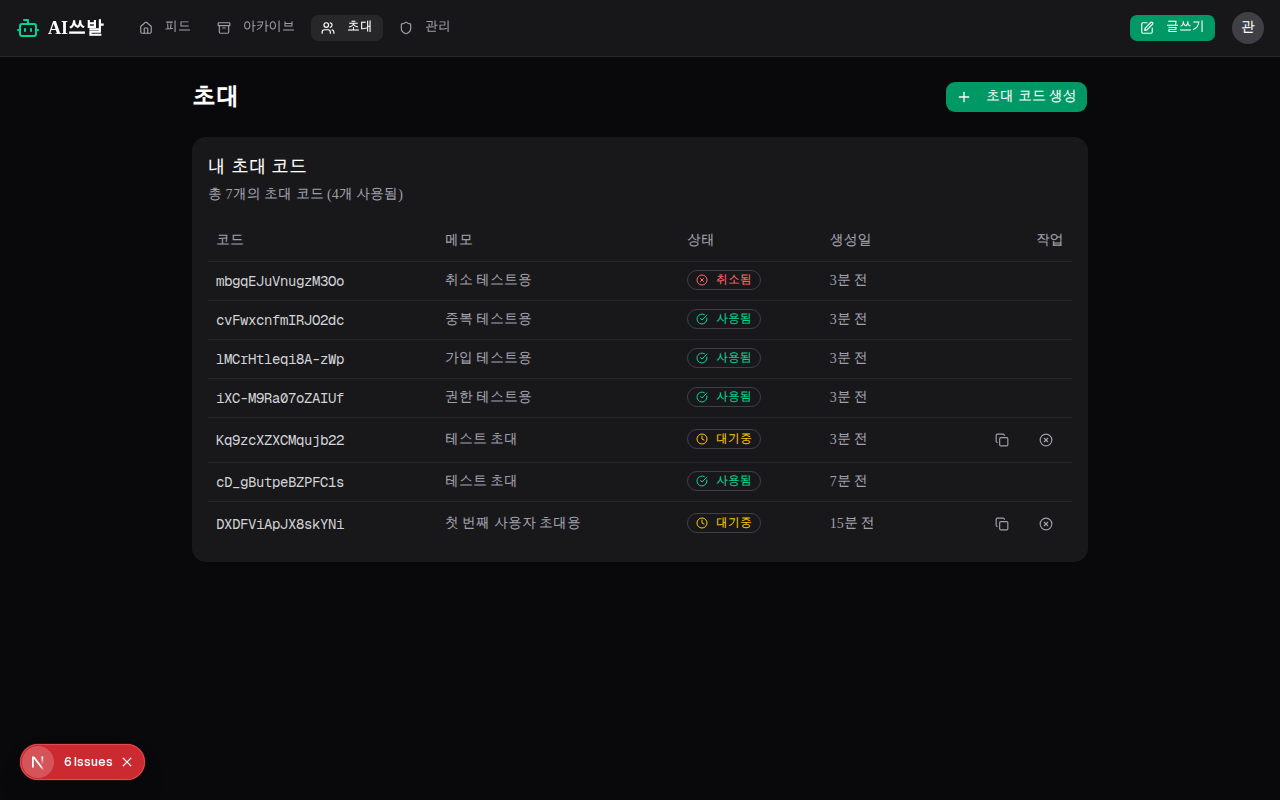 AI쓰발 피드 아카이브 초대 관리 글쓰기 관
초대 초대 코드 생성
내 초대 코드
총 7개의 초대 코드 (4개 사용됨)
코드 메모 상태 생성일 작업
mbgqEJuVnugzM3Oo 취소 테스트용 취소됨 3분 전
cvFwxcnfmIRJO2dc 중복 테스트용 사용됨 3분 전
lMCrHtleqi8A-zWp 가입 테스트용 사용됨 3분 전
iXC-M9Ra07oZAIUf 권한 테스트용 사용됨 3분 전
Kq9zcXZXCMqujb22 테스트 초대 대기중 3분 전
cD_gButpeBZPFC1s 테스트 초대 사용됨 7분 전
DXDFViApJX8skYNi 첫 번째 사용자 초대용 대기중 15분 전
N 6 Issues